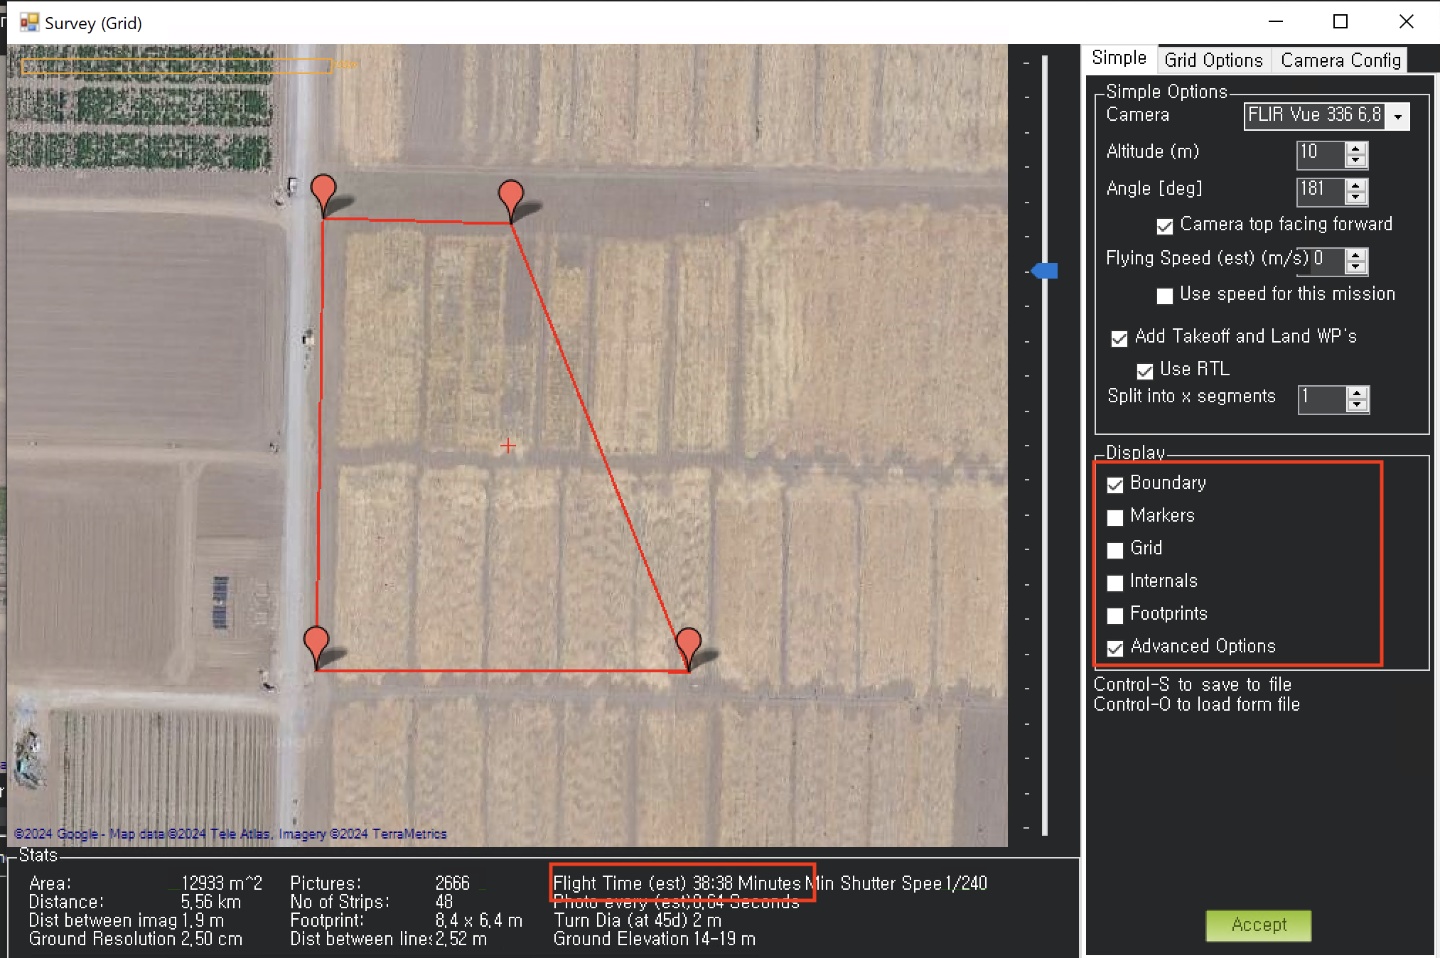 Survey (Grid)
Simple
Grid Options
Camera Config
Simple Options
Camera
FLIR Vue 336 6,8
Altitude (m)
10
Angle [deg]
181
Camera top facing forward
Flying Speed (est) (m/s)
0
Use speed for this mission
Add Takeoff and Land WP's
Use RTL
Split into x segments
1
Display
Boundary
Markers
Grid
Internals
Footprints
Advanced Options
Control-S to save to file
Control-O to load form file
Accept
©2024 Google - Map data ©2024 Tele Atlas, Imagery ©2024 TerraMetrics
Stats
Area: 12933 m^2
Distance: 5,56 km
Dist between imag 1,9 m
Ground Resolution 2,50 cm
Pictures: 2666
No of Strips: 48
Footprint: 8,4 x 6,4 m
Dist between lines 2,52 m
Flight Time (est) 38:38 Minutes
Photo every (est) 0,64 Seconds
Turn Dia (at 45d) 2 m
Ground Elevation 14-19 m
Min Shutter Spee 1/240